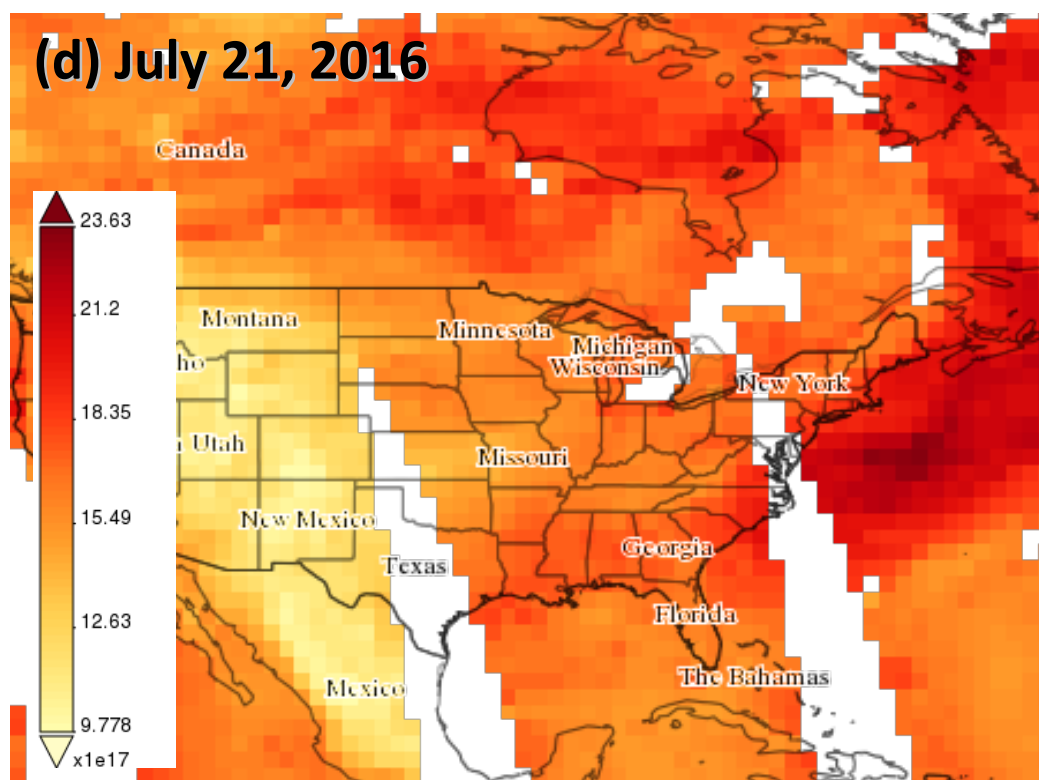 (d) July 21, 2016
Canada
23.63
21.2
18.35
15.49
12.63
9.778
x1e17
Montana
Minnesota
Michigan
Wisconsin
ho
New York
Utah
Missouri
New Mexico
Texas
Georgia
Florida
The Bahamas
Mexico